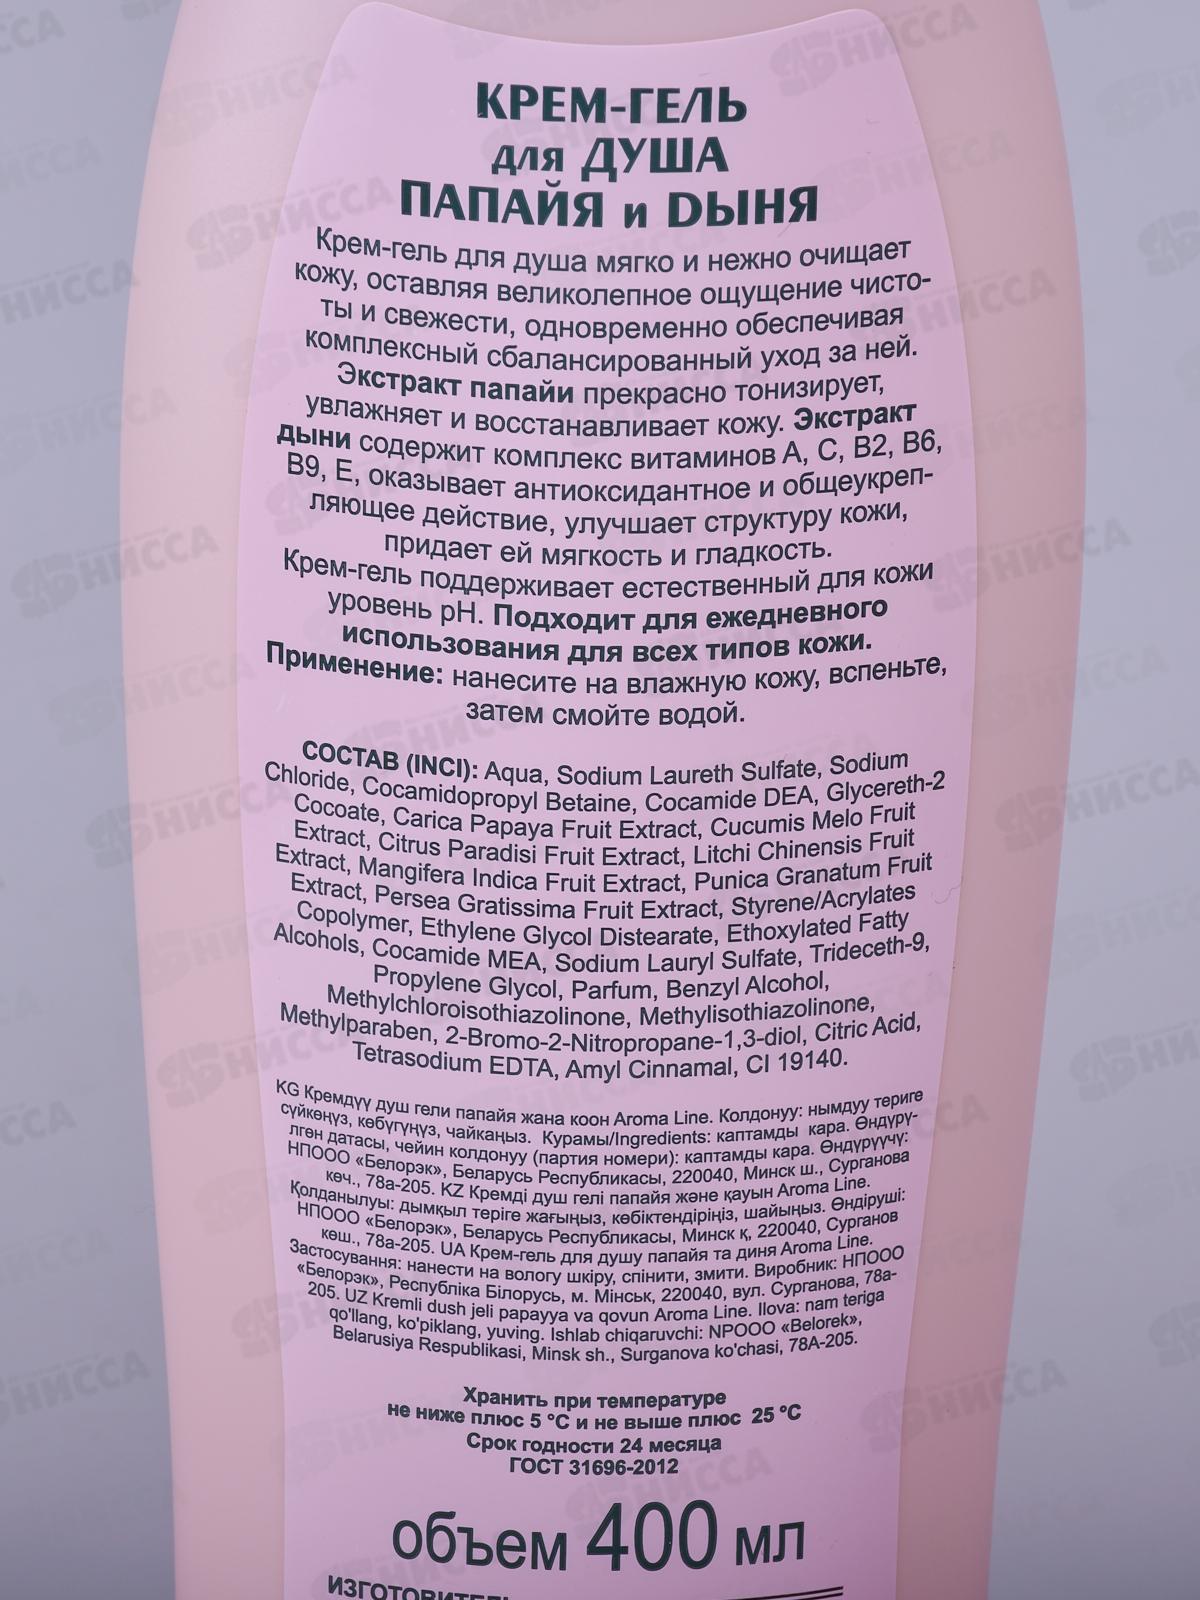 КРЕМ-ГЕЛЬ
для ДУША
ПАПАЙЯ и DЫНЯ
Крем-гель для душа мягко и нежно очищает
кожу, оставляя великолепное ощущение чисто-
ты и свежести, одновременно обеспечивая
комплексный сбалансированный уход за ней.
Экстракт папайи прекрасно тонизирует,
увлажняет и восстанавливает кожу. Экстракт
дыни содержит комплекс витаминов А, С, В2, В6,
В9, Е, оказывает антиоксидантное и общеукреп-
ляющее действие, улучшает структуру кожи,
придает ей мягкость и гладкость.
Крем-гель поддерживает естественный для кожи
уровень pH. Подходит для ежедневного
использования для всех типов кожи.
Применение: нанесите на влажную кожу, вспеньте,
затем смойте водой.
СОСТАВ (INCI): Aqua, Sodium Laureth Sulfate, Sodium
Chloride, Cocamidopropyl Betaine, Cocamide DEA, Glycereth-2
Cocoate, Carica Papaya Fruit Extract, Cucumis Melo Fruit
Extract, Citrus Paradisi Fruit Extract, Litchi Chinensis Fruit
Extract, Mangifera Indica Fruit Extract, Punica Granatum Fruit
Extract, Persea Gratissima Fruit Extract, Styrene/Acrylates
Copolymer, Ethylene Glycol Distearate, Ethoxylated Fatty
Alcohols, Cocamide MEA, Sodium Lauryl Sulfate, Trideceth-9,
Propylene Glycol, Parfum, Benzyl Alcohol,
Methylchloroisothiazolinone, Methylisothiazolinone,
Methylparaben, 2-Bromo-2-Nitropropane-1,3-diol, Citric Acid,
Tetrasodium EDTA, Amyl Cinnamal, CI 19140.
KG Кремдүү душ гели папайя жана коон Aroma Line. Колдонуу: нымдуу териге
сүйкөңүз, көбүгүңүз, чайкаңыз. Курамы/Ingredients: каптамды кара. Өндүрү-
лгөн датасы, чейин колдонуу (партия номери): каптамды кара. Өндүрүүчү:
НПООО «Белорэк», Беларусь Республикасы, 220040, Минск ш., Сурганова
көч., 78а-205. KZ Кремді душ гелі папайя және қауын Aroma Line.
Қолданылуы: дымқыл теріге жағыңыз, көбіктендіріңіз, шайыңыз. Өндіруші:
НПООО «Белорэк», Беларусь Республикасы, Минск қ, 220040, Сурганов
көш., 78а-205. UA Крем-гель для душу папайя та диня Aroma Line.
Застосування: нанести на вологу шкіру, спінити, змити. Виробник: НПООО
«Белорэк», Республіка Білорусь, м. Мінськ, 220040, вул. Сурганова, 78а-
205. UZ Kremli dush jeli papayya va qovun Aroma Line. Ilova: nam teriga
qo'llang, ko'piklang, yuving. Ishlab chiqaruvchi: NPOOO «Belorek»,
Belarusiya Respublikasi, Minsk sh., Surganova ko'chasi, 78A-205.
Хранить при температуре
не ниже плюс 5 °С и не выше плюс 25 °С
Срок годности 24 месяца
ГОСТ 31696-2012
объем 400 мл
ИЗГОТОВИТЕЛЬ
НИССА